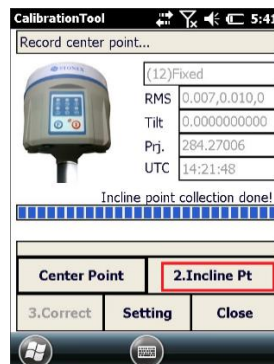 CalibrationTool 5:41
Record center point...
STONEX
(12)Fixed
RMS 0.007,0.010,0
Tilt 0.0000000000
Prj. 284.27006
UTC 14:21:48
Incline point collection done!
Center Point 2.Incline Pt
3.Correct Setting Close